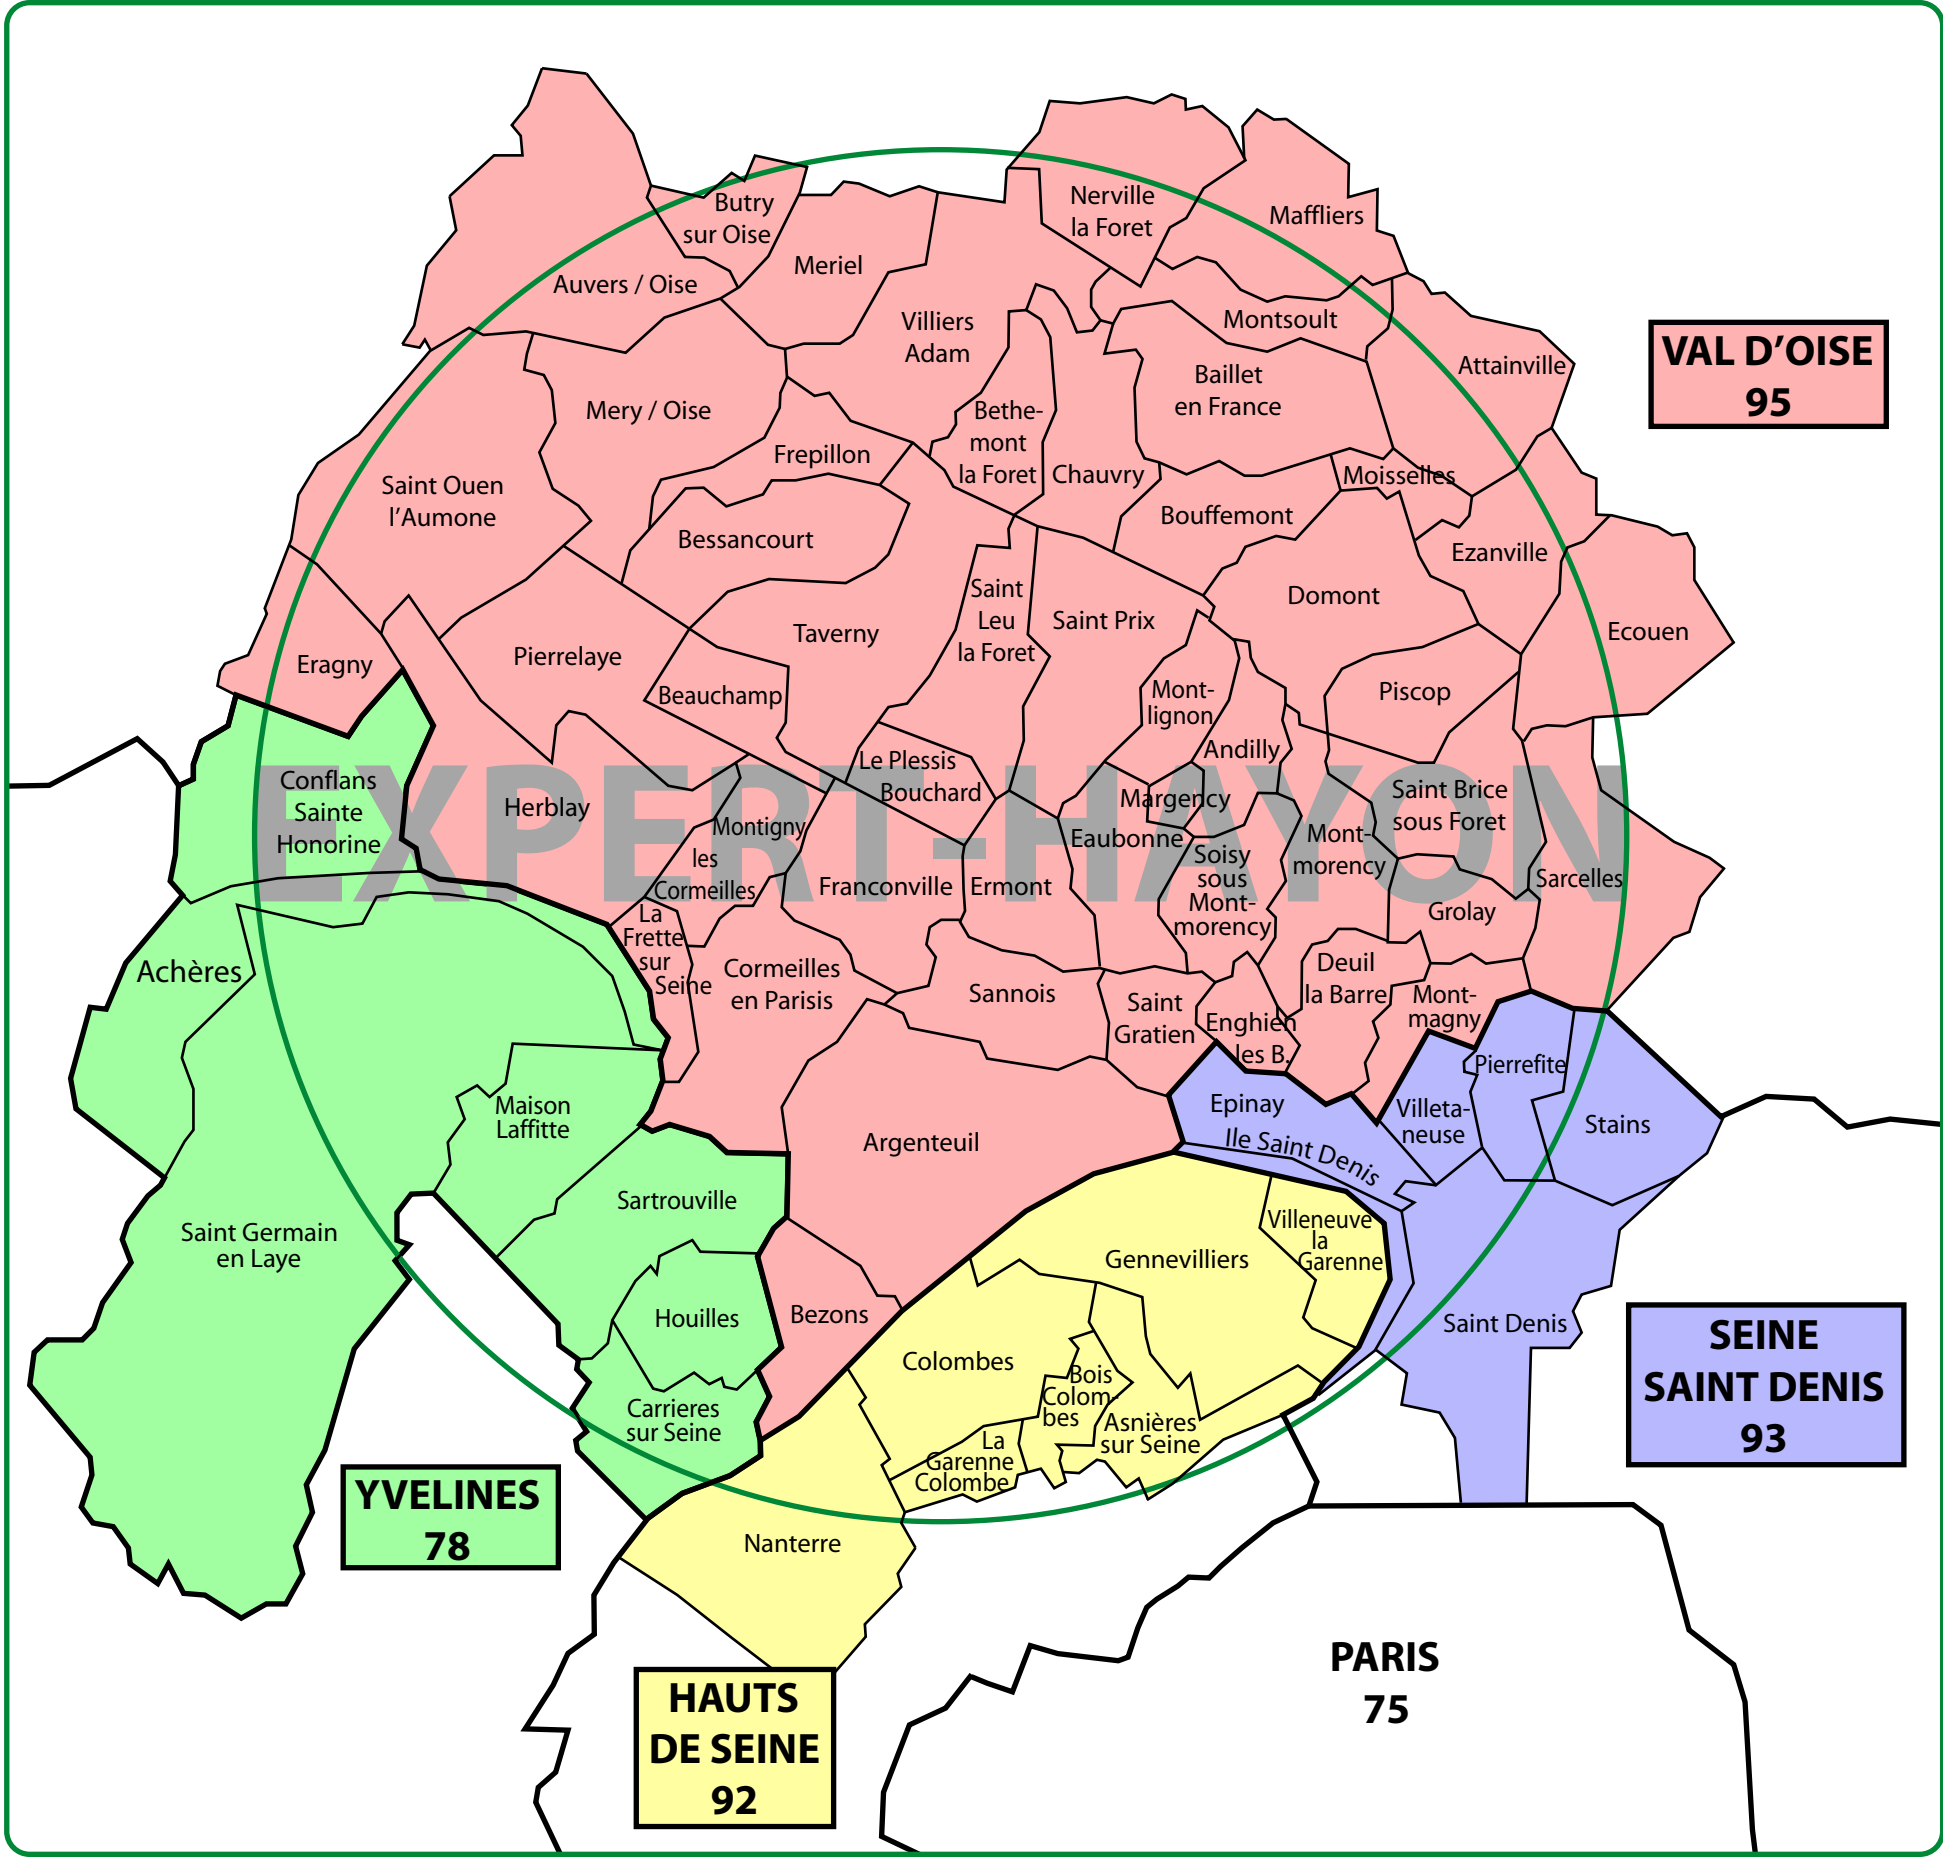 Butry
sur Oise
Nerville
la Foret
Maffliers
Meriel
Auvers / Oise
Villiers
Adam
Montsoult
Attainville
VAL D’OISE
95
Baillet
en France
Mery / Oise
Bethe-
mont
la Foret
Frepillon
Chauvry
Moisselles
Saint Ouen
l’Aumone
Bouffemont
Bessancourt
Ezanville
Saint
Leu
la Foret
Domont
Saint Prix
Taverny
Ecouen
Pierrelaye
Eragny
Beauchamp
Mont-
lignon
Piscop
Andilly
Le Plessis
Bouchard
Conflans
Sainte
Honorine
EXPERT-HAYON
Herblay
Margency
Saint Brice
sous Foret
Montigny
les
Cormeilles
Eaubonne
Mont-
morency
Soisy
sous
Mont-
morency
Franconville
Ermont
Sarcelles
Grolay
La
Frette
sur
Seine
Achères
Cormeilles
en Parisis
Sannois
Saint
Gratien
Deuil
la Barre
Mont-
magny
Enghien
les B.
Pierrefite
Maison
Laffitte
Epinay
Villeta-
neuse
Stains
Argenteuil
Ile Saint Denis
Sartrouville
Saint Germain
en Laye
Villeneuve
la
Garenne
Gennevilliers
Houilles
Bezons
Saint Denis
Colombes
Bois
Colom-
bes
SEINE
SAINT DENIS
93
Carrieres
sur Seine
Asnières
sur Seine
La
Garenne
Colombe
YVELINES
78
Nanterre
HAUTS
DE SEINE
92
PARIS
75